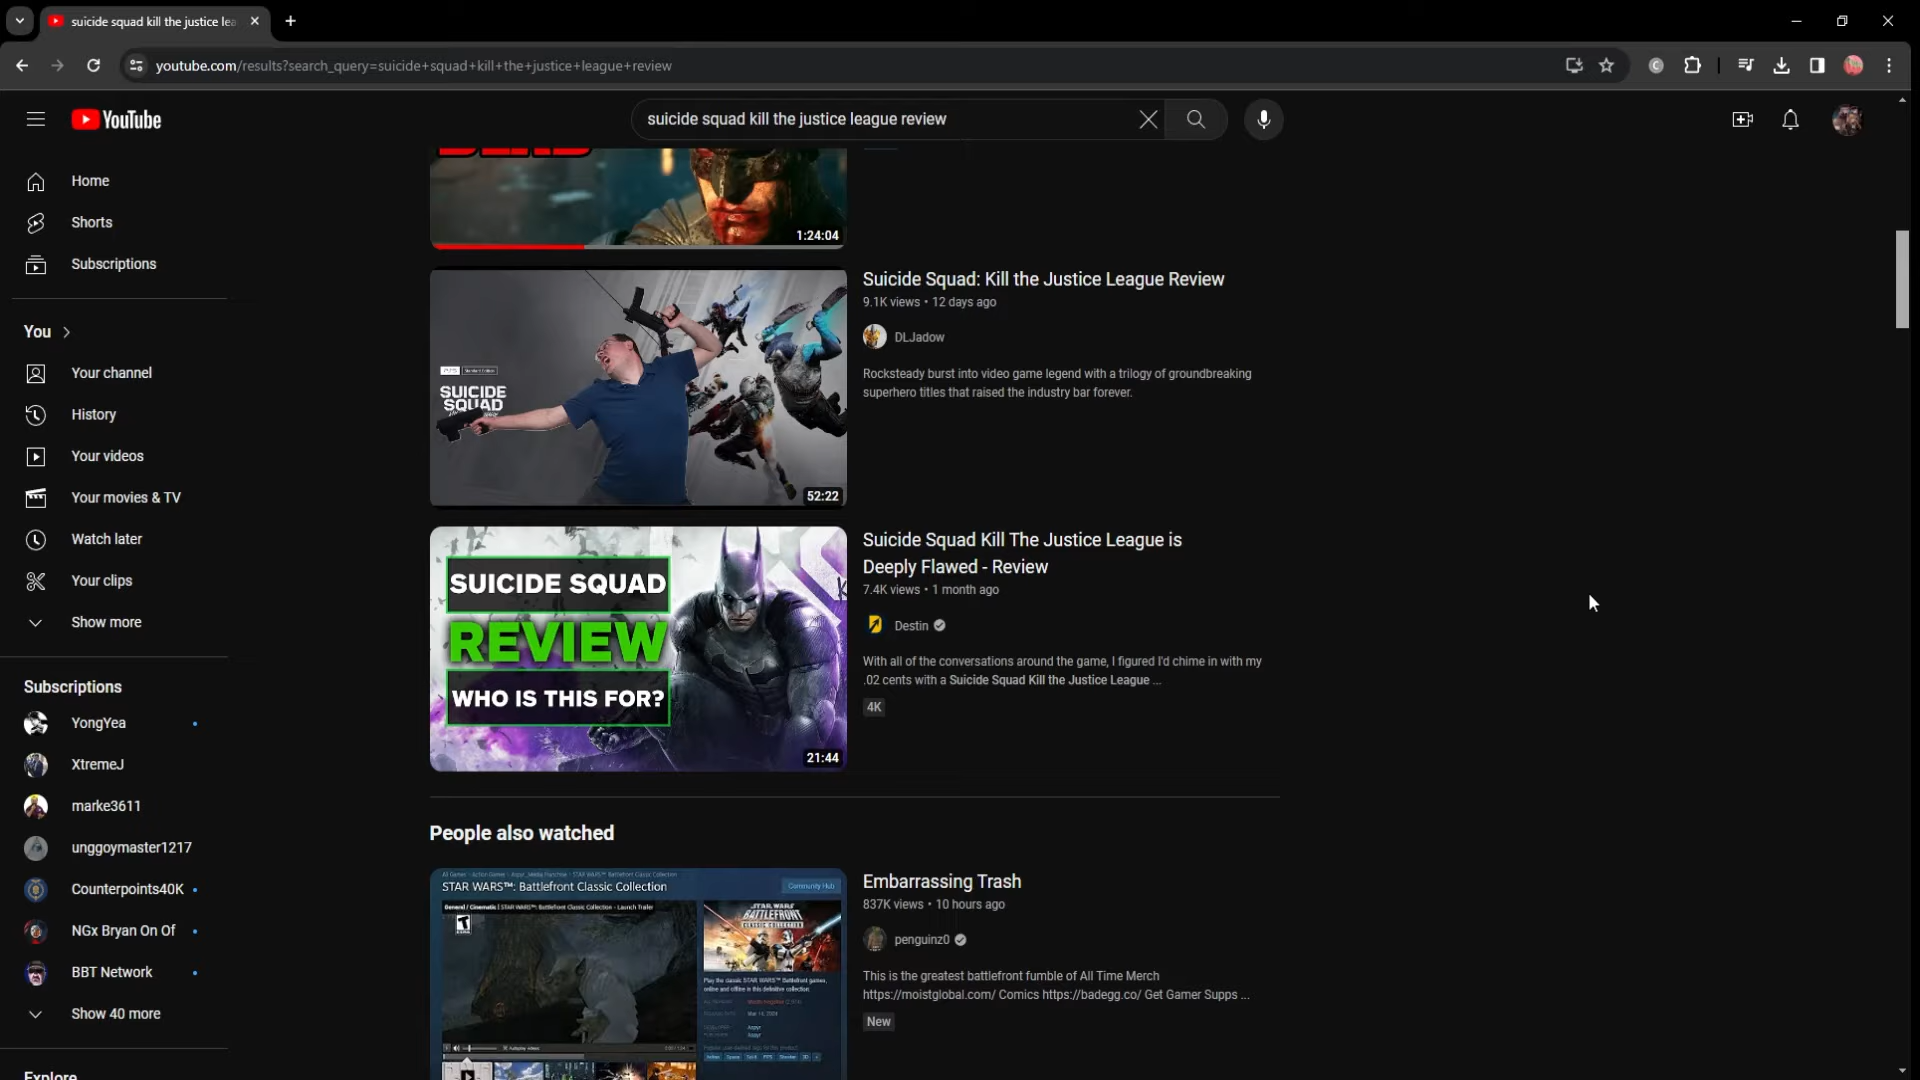 suicide squad kill the justice lea
youtube.com/results?search_query=suicide+squad+kill+the+justice+league+review
YouTube
suicide squad kill the justice league review
Home
Shorts
Subscriptions
You
Your channel
History
Your videos
Your movies & TV
Watch later
Your clips
Show more
Subscriptions
YongYea
XtremeJ
marke3611
unggoymaster1217
Counterpoints40K
NGx Bryan On Of
BBT Network
Show 40 more
Explore
1:24:04
SUICIDE
SQUAD
52:22
Suicide Squad: Kill the Justice League Review
9.1K views • 12 days ago
DLJadow
Rocksteady burst into video game legend with a trilogy of groundbreaking
superhero titles that raised the industry bar forever.
SUICIDE SQUAD
REVIEW
WHO IS THIS FOR?
21:44
Suicide Squad Kill The Justice League is
Deeply Flawed - Review
7.4K views • 1 month ago
Destin
With all of the conversations around the game, I figured I'd chime in with my
.02 cents with a Suicide Squad Kill the Justice League ...
4K
People also watched
STAR WARS™: Battlefront Classic Collection
Community Hub
STAR WARS
BATTLEFRONT
CLASSIC COLLECTION
Embarrassing Trash
837K views • 10 hours ago
penguinz0
This is the greatest battlefront fumble of All Time Merch
https://moistglobal.com/ Comics https://badegg.co/ Get Gamer Supps ...
New